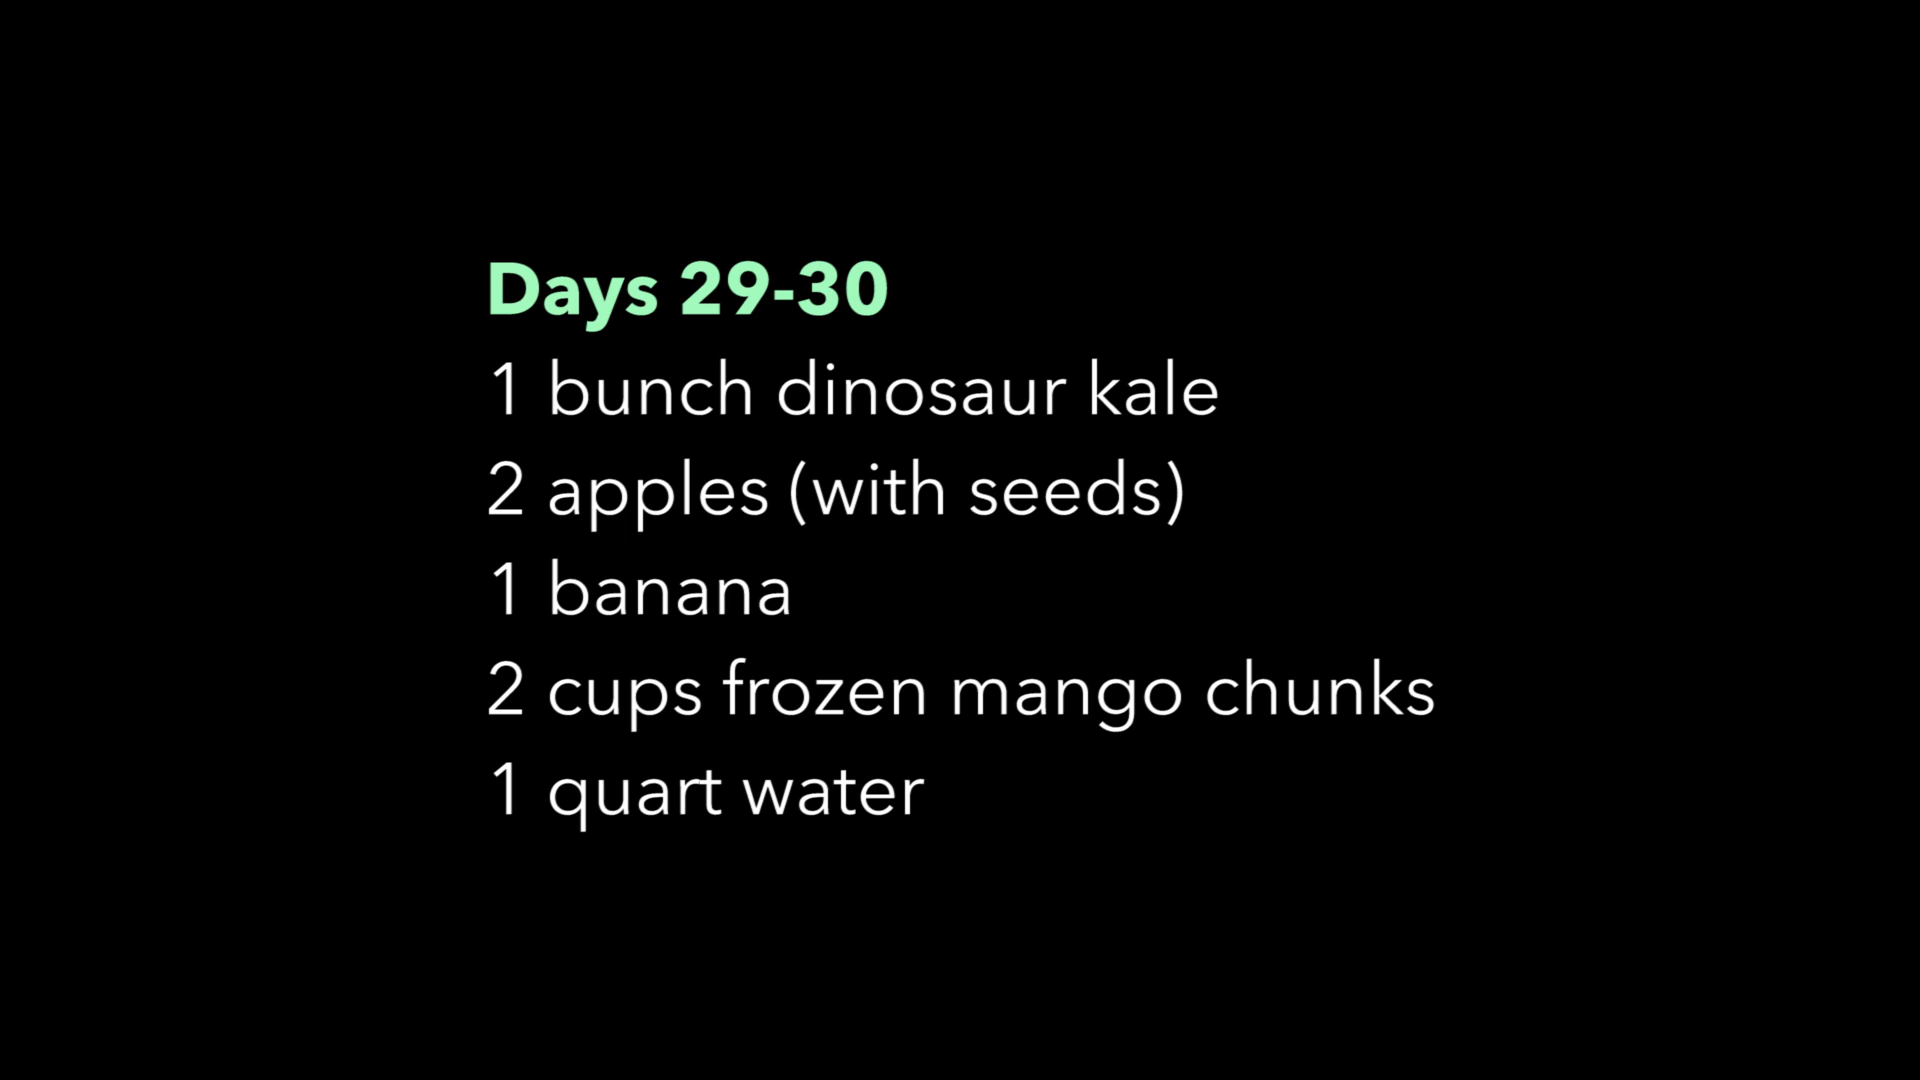 Days 29-30
1 bunch dinosaur kale
2 apples (with seeds)
1 banana
2 cups frozen mango chunks
1 quart water